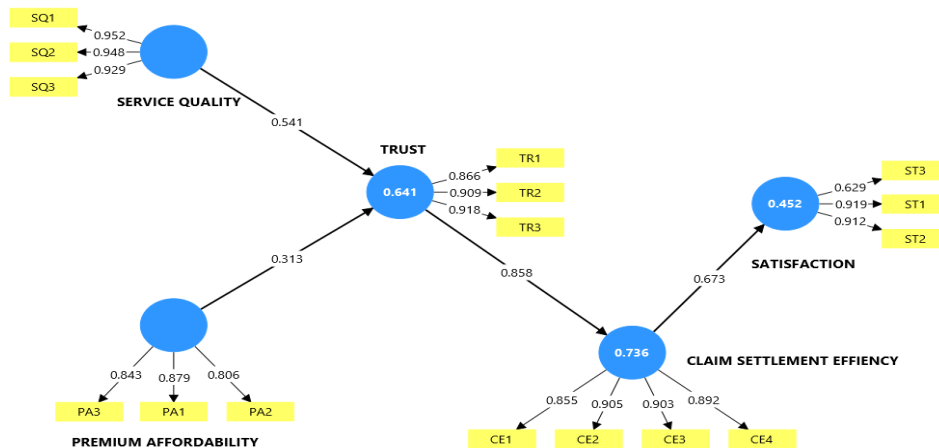 SQ1
0.952
SQ2
0.948
SQ3
0.929
SERVICE QUALITY
0.541
TRUST
0.641
0.866
TR1
0.909
TR2
0.918
TR3
0.313
0.858
0.452
0.629
ST3
0.919
ST1
0.912
ST2
SATISFACTION
0.673
0.736
CLAIM SETTLEMENT EFFIENCY
0.843
0.879
0.806
PA3
PA1
PA2
PREMIUM AFFORDABILITY
0.855
0.905
0.903
0.892
CE1
CE2
CE3
CE4